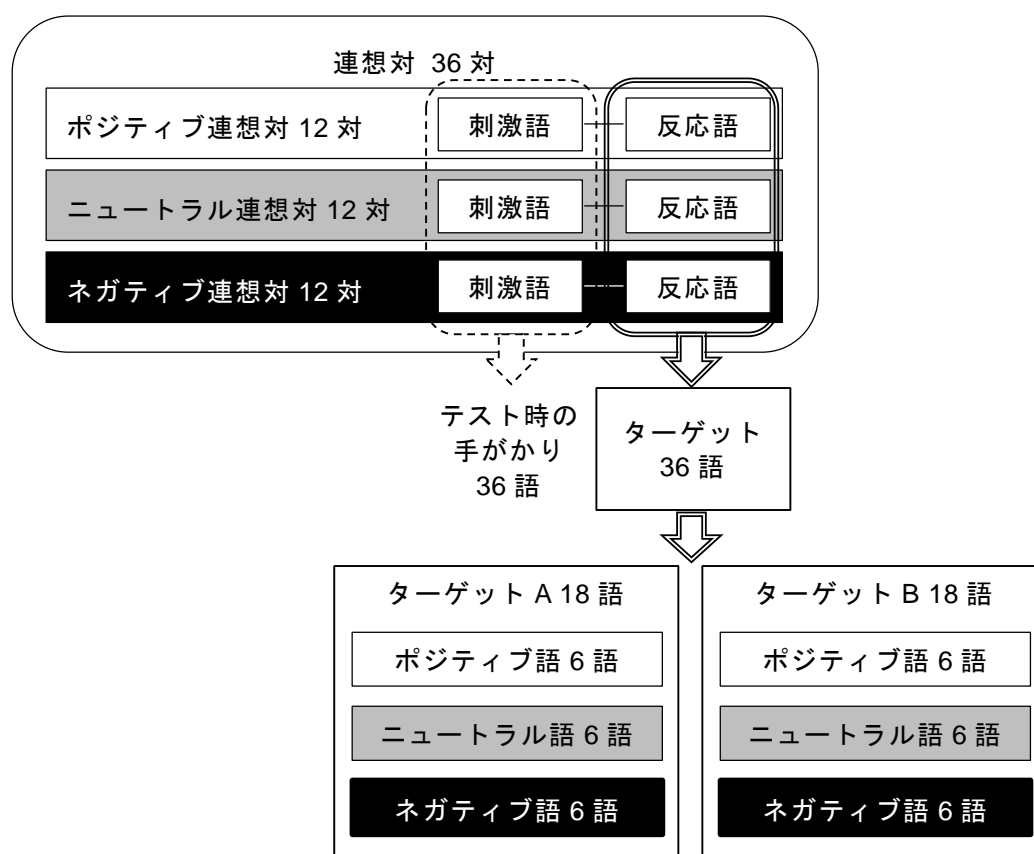 連想対 36 対
ポジティブ連想対 12 対 刺激語 反応語
ニュートラル連想対 12 対 刺激語 反応語
ネガティブ連想対 12 対 刺激語 反応語
テスト時の
手がかり
36 語
ターゲット
36 語
ターゲット A 18 語
ポジティブ語 6 語
ニュートラル語 6 語
ネガティブ語 6 語
ターゲット B 18 語
ポジティブ語 6 語
ニュートラル語 6 語
ネガティブ語 6 語